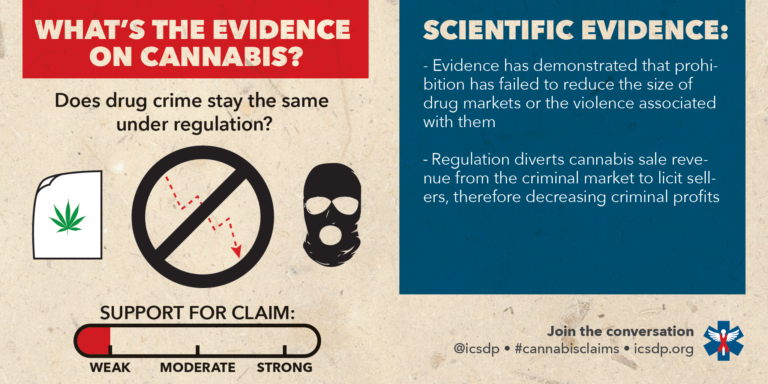 WHAT'S THE EVIDENCE
ON CANNABIS?
Does drug crime stay the same
under regulation?
SUPPORT FOR CLAIM:
WEAK MODERATE STRONG
SCIENTIFIC EVIDENCE:
- Evidence has demonstrated that prohi-
bition has failed to reduce the size of
drug markets or the violence associated
with them
- Regulation diverts cannabis sale reve-
nue from the criminal market to licit sell-
ers, therefore decreasing criminal profits
Join the conversation
@icsdp • #cannabisclaims • icsdp.org